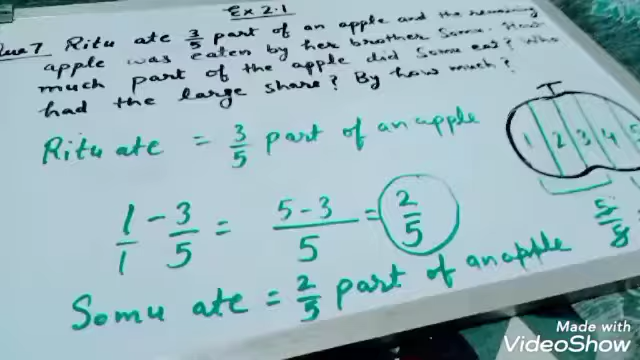 Ex 2.1
Que 7 Ritu ate 3/5 part of an apple and the remaining
apple was eaten by her brother Somu. How
much part of the apple did Somu eat? Who
had the large share? By how much?
Ritu ate = 3/5 part of an apple
1 2 3 4 5
1/1 - 3/5 = 5-3/5 = 2/5
Somu ate = 2/5 part of an apple
Made with
VideoShow